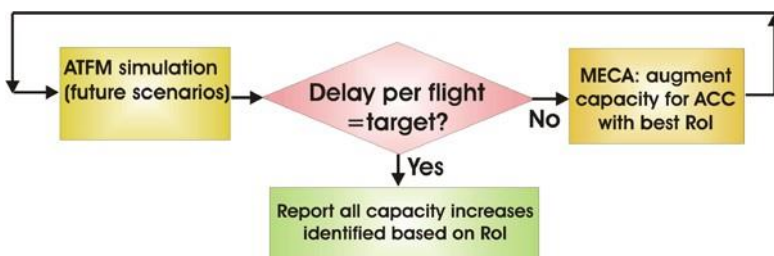 ATFM simulation
(future scenarios)
Delay per flight
=target?
No
MECA: augment
capacity for ACC
with best RoI
Yes
Report all capacity increases
identified based on RoI